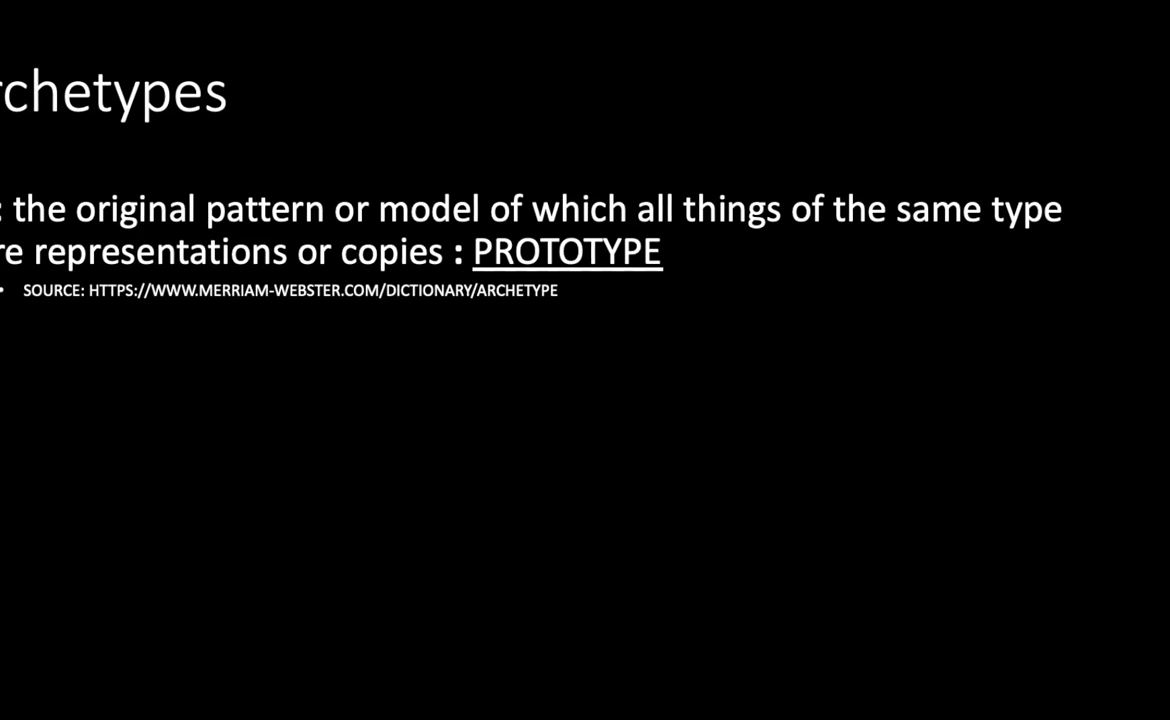 rchetypes
: the original pattern or model of which all things of the same type
re representations or copies : PROTOTYPE
• SOURCE: HTTPS://WWW.MERRIAM-WEBSTER.COM/DICTIONARY/ARCHETYPE